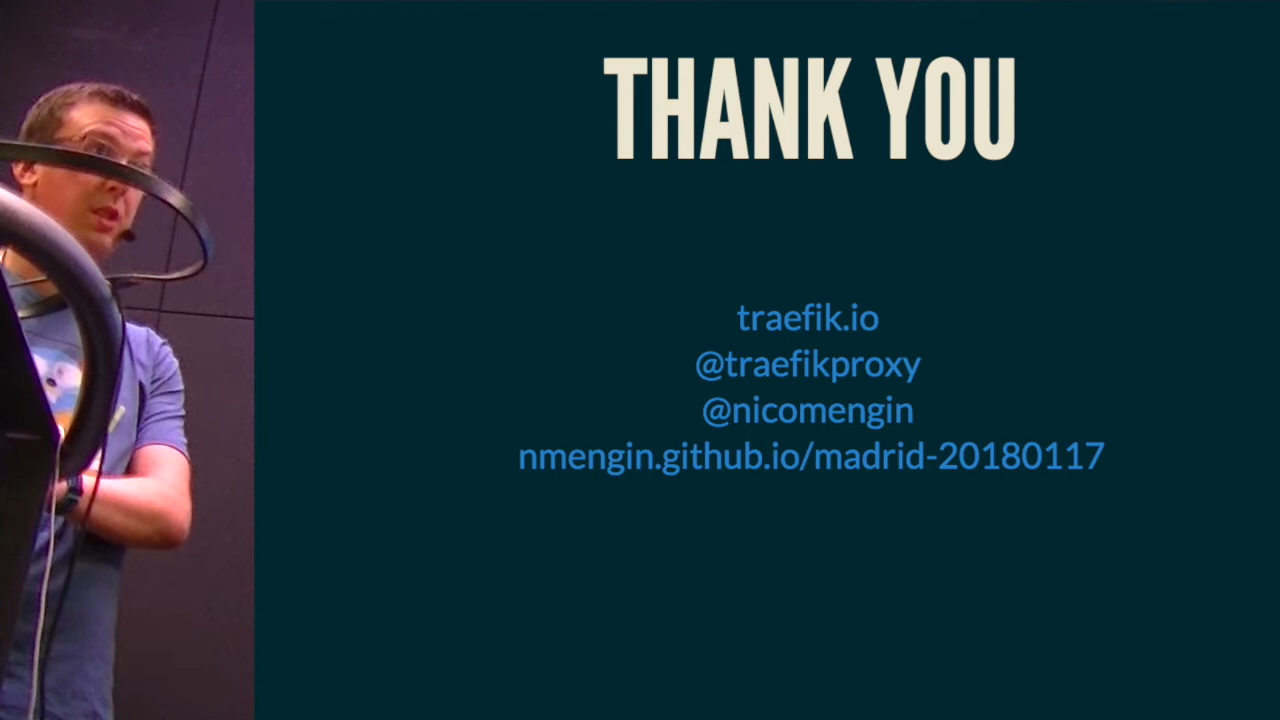 THANK YOU
traefik.io
@traefikproxy
@nicomengin
nmengin.github.io/madrid-20180117